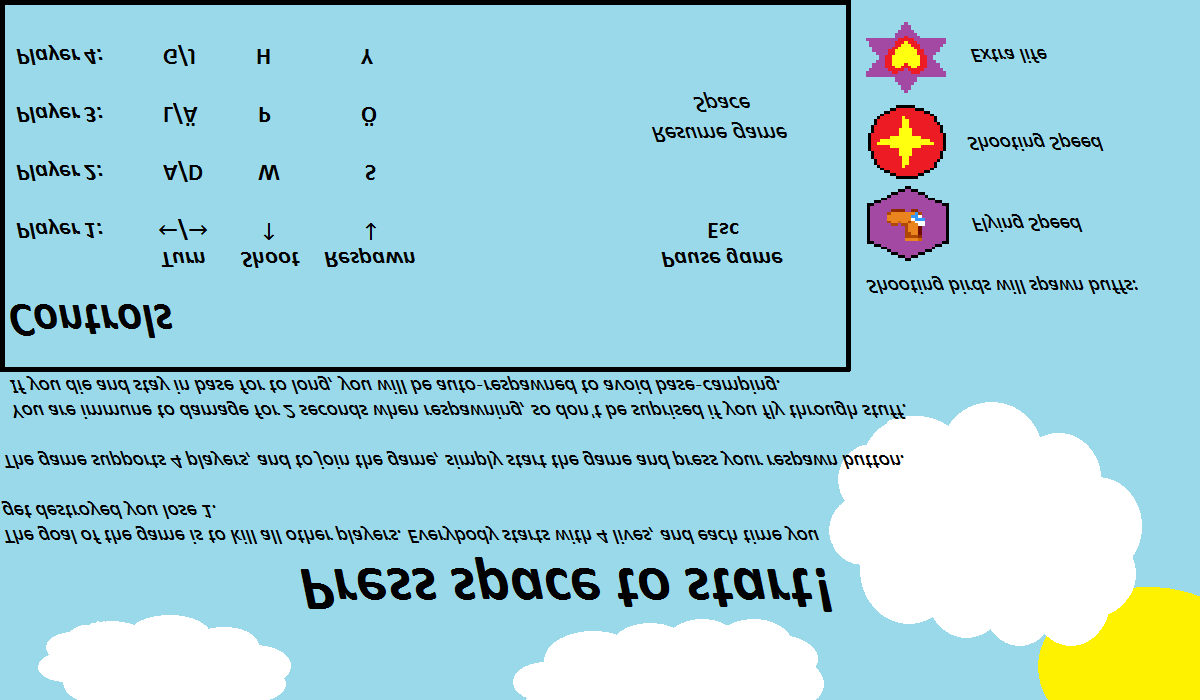 Press space to start!
The goal of the game is to kill all other players. Everybody starts with 4 lives, and each time you
get destroyed you lose 1.
The game supports 4 players, and to join the game, simply start the game and press your respawn button.
You are immune to damage for 2 seconds when respawning, so don't be suprised if you fly through stuff.
If you die and stay in base for to long, you will be auto-respawned to avoid base-camping.
Controls
Turn Shoot Respawn
Player 1: ←/→ ↑ ↓
Player 2: A/D W S
Player 3: L/Ä P Ö
Player 4: G/J H Y
Pause game
Esc
Resume game
Space
Shooting birds will spawn buffs:
Flying Speed
Shooting Speed
Extra life